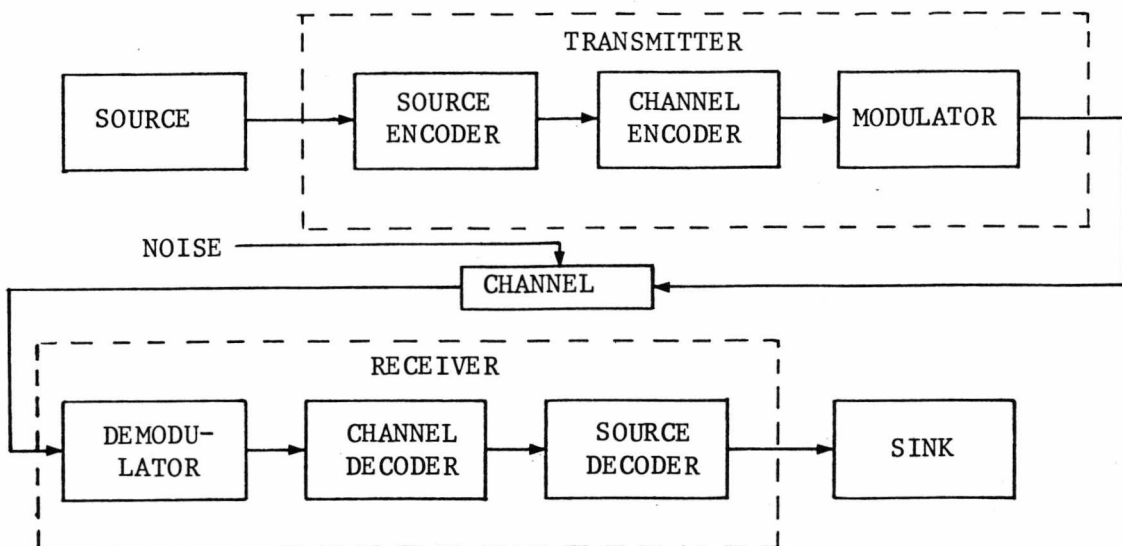 TRANSMITTER
SOURCE
SOURCE
ENCODER
CHANNEL
ENCODER
MODULATOR
NOISE
CHANNEL
RECEIVER
DEMODU-
LATOR
CHANNEL
DECODER
SOURCE
DECODER
SINK